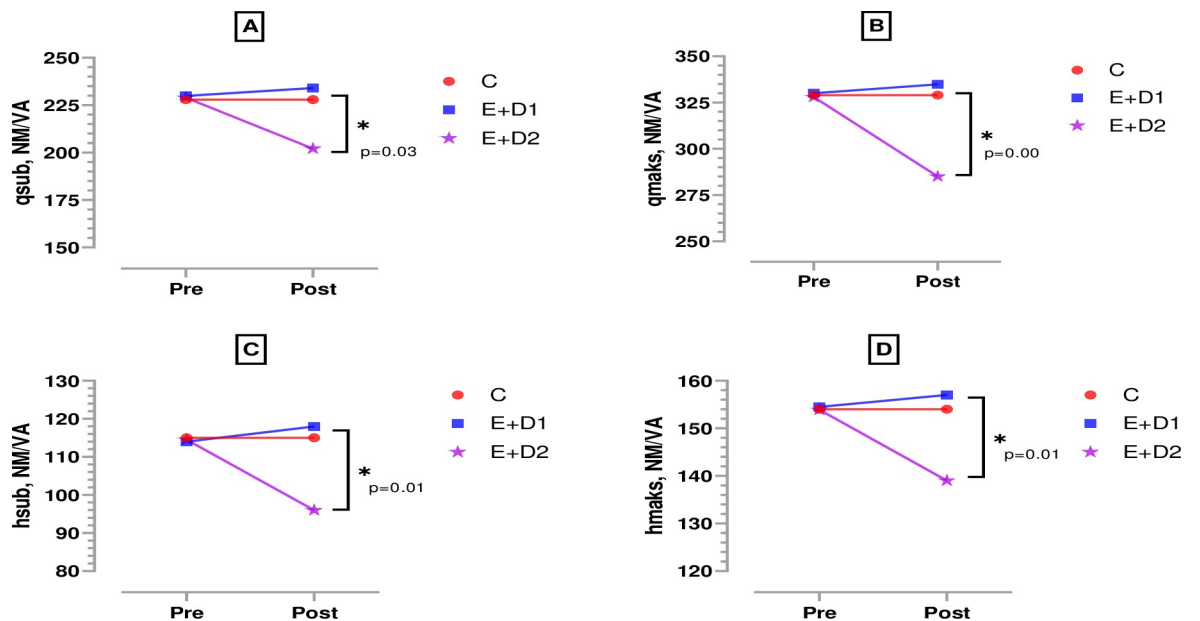 A
qsub, NM/VA
250
225
200
175
150
Pre Post
*
p=0.03
C
E+D1
E+D2
B
qmaks, NM/VA
350
325
300
275
250
Pre Post
*
p=0.00
C
E+D1
E+D2
C
hsub, NM/VA
130
120
110
100
90
80
Pre Post
*
p=0.01
C
E+D1
E+D2
D
hmaks, NM/VA
160
150
140
130
120
Pre Post
*
p=0.01
C
E+D1
E+D2